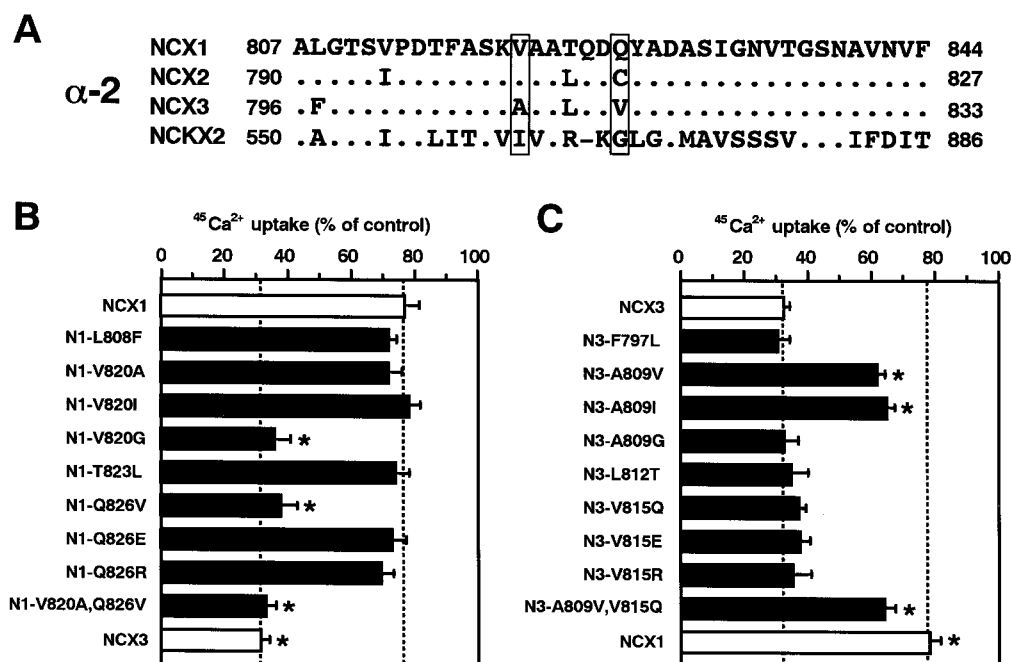 A
α-2
NCX1 807 ALGTSVPDTFASKVAATQDQYADASIGNVTGSNAVNVF 844
NCX2 790 .....I..........L..C.................. 827
NCX3 796 .F...........A..L..V.................. 833
NCKX2 550 .A...I..LIT.VIV.R-KGLG.MAVSSSV...IFDIT 886
B
45Ca2+ uptake (% of control)
0 20 40 60 80 100
NCX1
N1-L808F
N1-V820A
N1-V820I
N1-V820G *
N1-T823L
N1-Q826V *
N1-Q826E
N1-Q826R
N1-V820A,Q826V *
NCX3 *
C
45Ca2+ uptake (% of control)
0 20 40 60 80 100
NCX3
N3-F797L
N3-A809V *
N3-A809I *
N3-A809G
N3-L812T
N3-V815Q
N3-V815E
N3-V815R
N3-A809V,V815Q *
NCX1 *